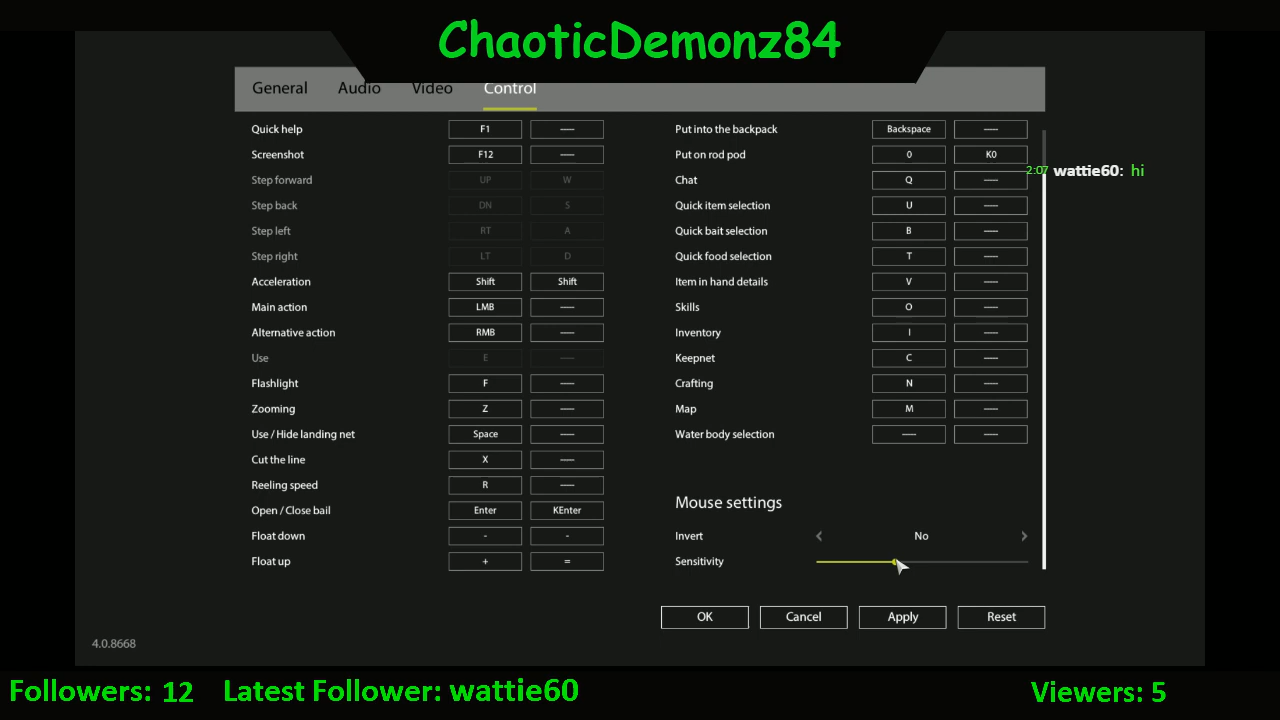 ChaoticDemonz84
General Audio Video Control
Quick help F1 —
Screenshot F12 —
Step forward UP W
Step back DN S
Step left RT A
Step right LT D
Acceleration Shift Shift
Main action LMB —
Alternative action RMB —
Use E —
Flashlight F —
Zooming Z —
Use / Hide landing net Space —
Cut the line X —
Reeling speed R —
Open / Close bail Enter KEnter
Float down - -
Float up + =
Put into the backpack Backspace —
Put on rod pod 0 K0
Chat Q —
Quick item selection U —
Quick bait selection B —
Quick food selection T —
Item in hand details V —
Skills O —
Inventory I —
Keepnet C —
Crafting N —
Map M —
Water body selection — —
Mouse settings
Invert No
Sensitivity
OK Cancel Apply Reset
2:07 wattie60: hi
4.0.8668
Followers: 12 Latest Follower: wattie60 Viewers: 5